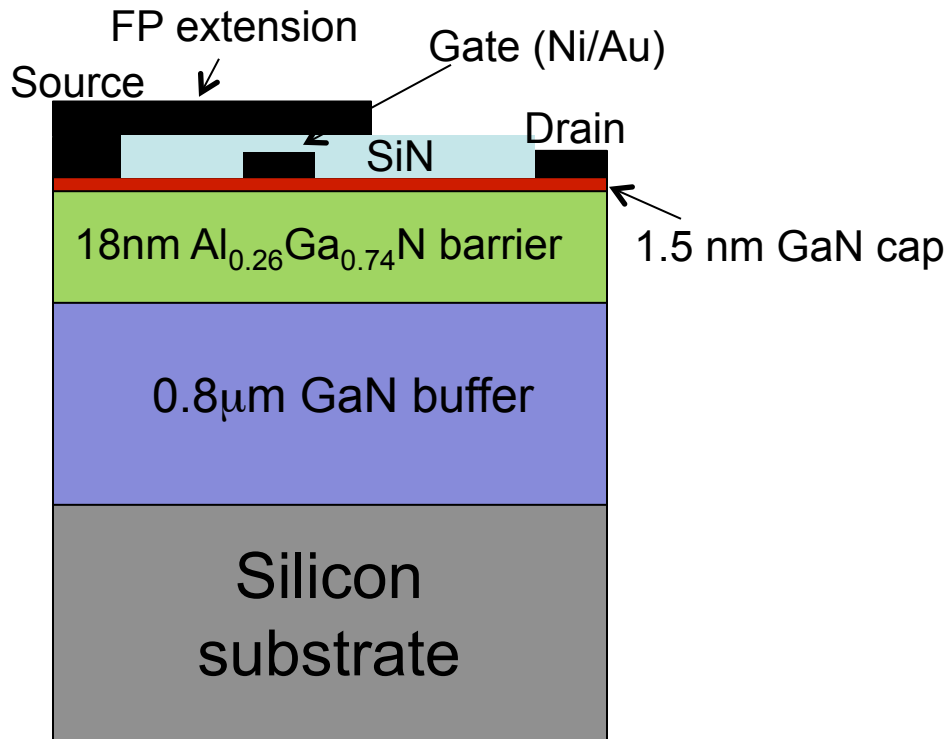 FP extension
Gate (Ni/Au)
Source
Drain
SiN
18nm Al₀.₂₆Ga₀.₇₄N barrier
1.5 nm GaN cap
0.8μm GaN buffer
Silicon
substrate